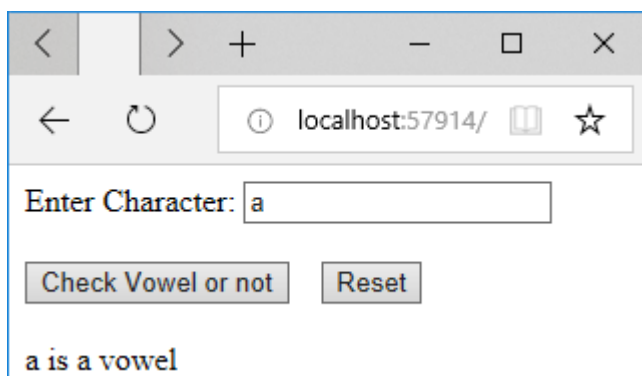 localhost:57914/
Enter Character: a
Check Vowel or not Reset
a is a vowel